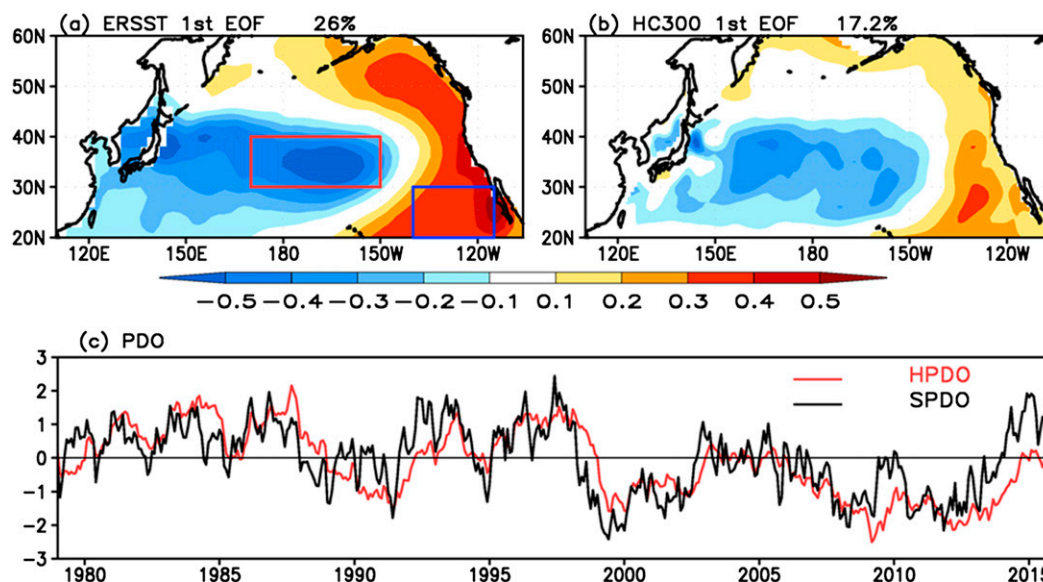 (a) ERSST 1st EOF 26%
(b) HC300 1st EOF 17.2%
60N
50N
40N
30N
20N
120E 150E 180E 150W 120W
60N
50N
40N
30N
20N
120E 150E 180E 150W 120W
-0.5 -0.4 -0.3 -0.2 -0.1 0.1 0.2 0.3 0.4 0.5
(c) PDO
3
2
1
0
-1
-2
-3
HPDO
SPDO
1980 1985 1990 1995 2000 2005 2010 2015